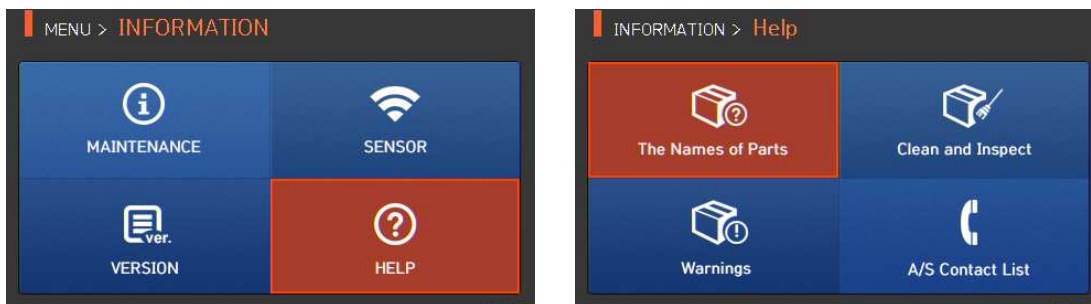 MENU > INFORMATION
MAINTENANCE
SENSOR
ver.
VERSION
HELP
INFORMATION > Help
The Names of Parts
Clean and Inspect
Warnings
A/S Contact List